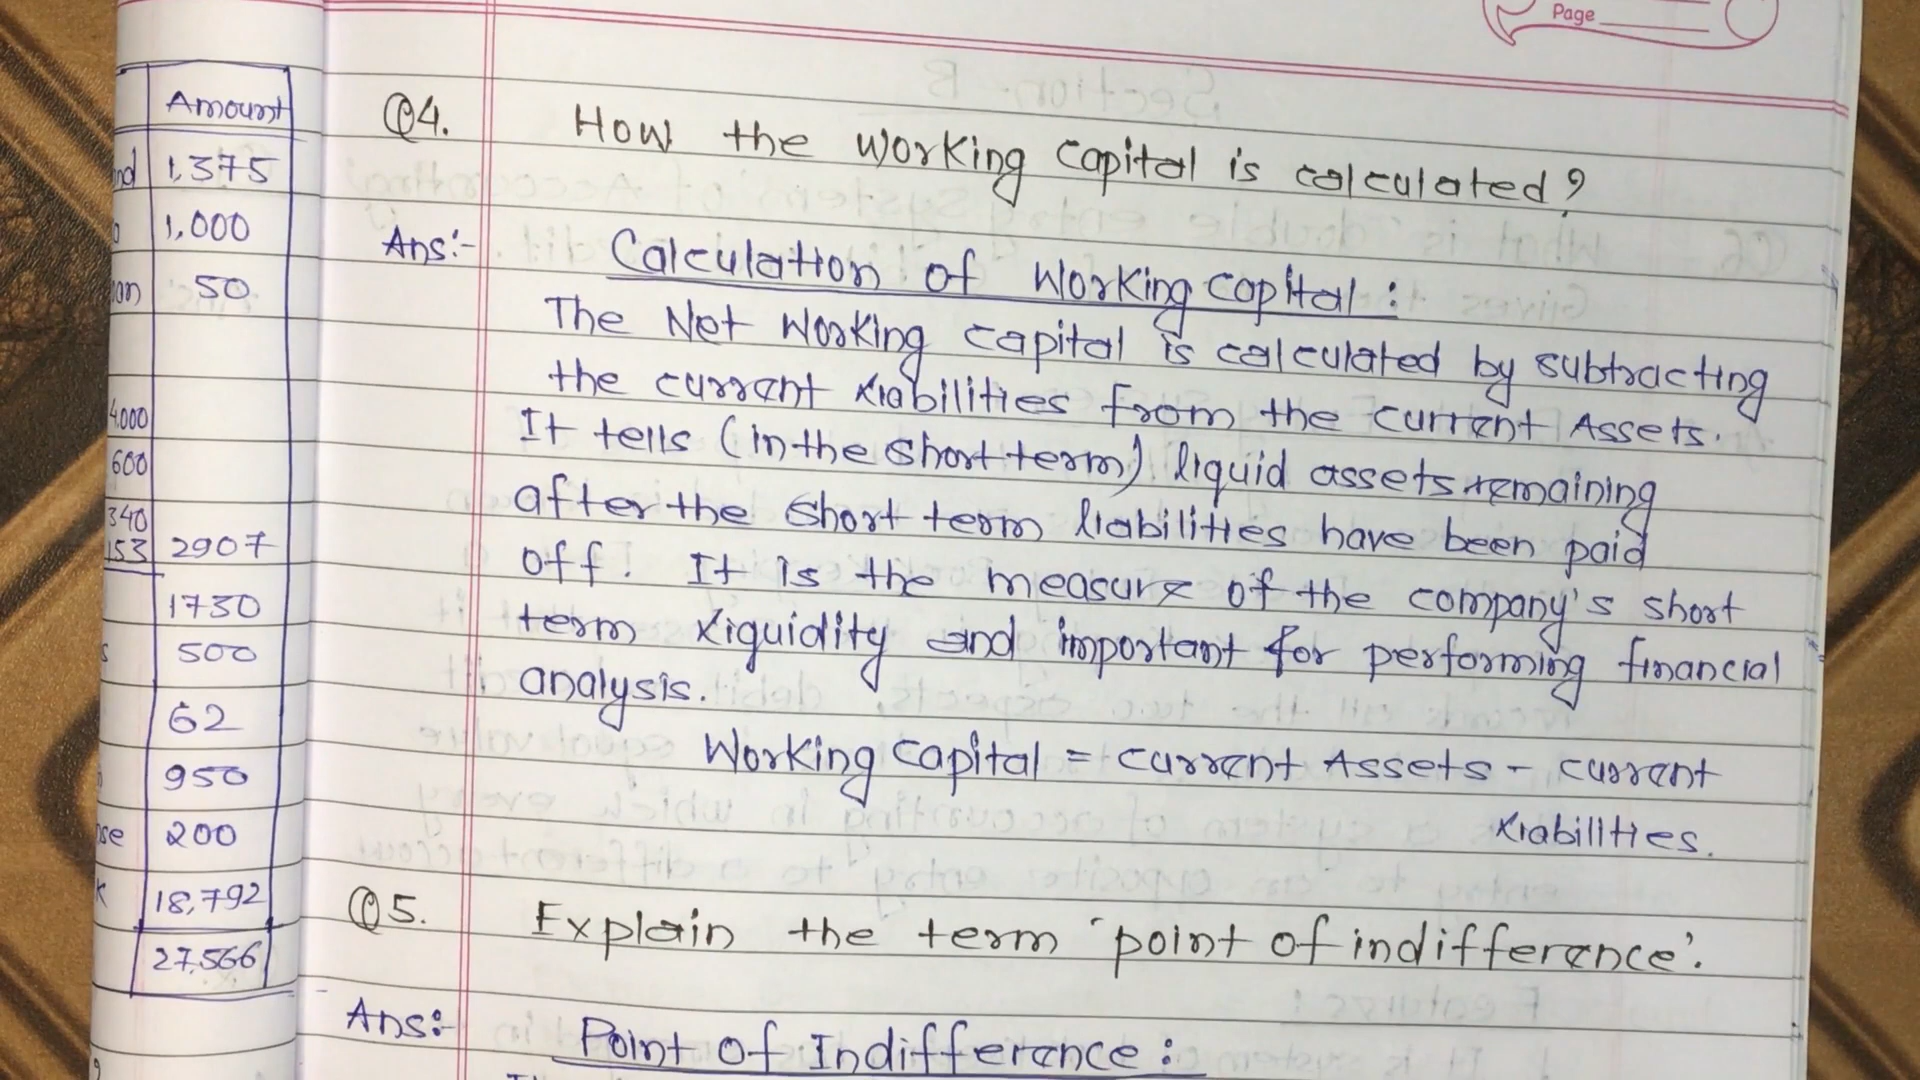 Page
Amount
1,375
1,000
50
4,000
600
340
153 2907
1730
500
62
950
200
18,792
27,566
Q4. How the working capital is calculated?
Ans:- Calculation of Working capital :
The Net Working capital is calculated by subtracting
the current Liabilities from the current Assets.
It tells (in the short term) liquid assets remaining
after the short term liabilities have been paid
off. It is the measure of the company's short
term Liquidity and important for performing financial
analysis.
Working capital = current Assets - current
Liabilities.
Q5. Explain the term 'point of indifference'.
Ans:- Point of Indifference :